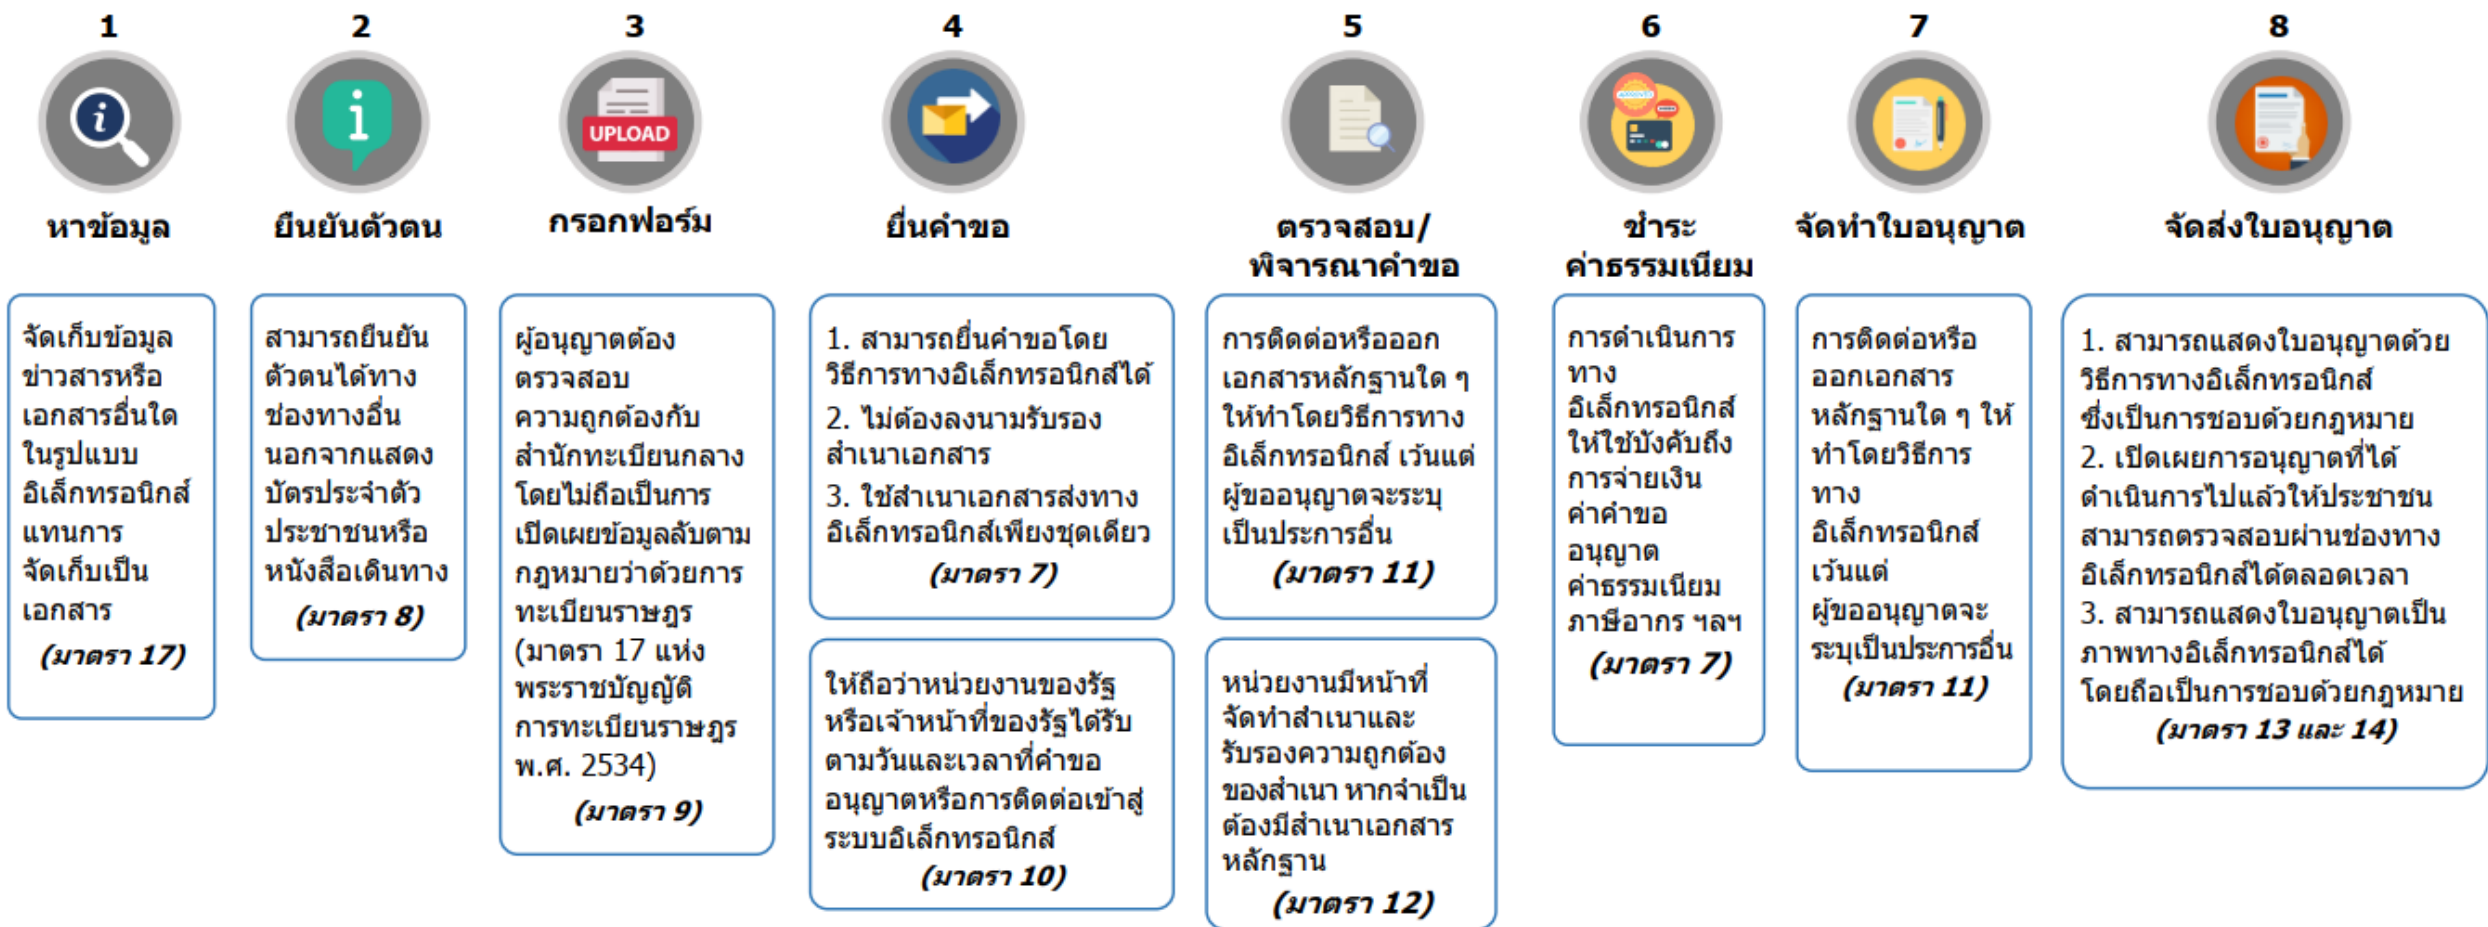 1
หาข้อมูล
จัดเก็บข้อมูล
ข่าวสารหรือ
เอกสารอื่นใด
ในรูปแบบ
อิเล็กทรอนิกส์
แทนการ
จัดเก็บเป็น
เอกสาร
(มาตรา 17)
2
ยืนยันตัวตน
สามารถยืนยัน
ตัวตนได้ทาง
ช่องทางอื่น
นอกจากแสดง
บัตรประจำตัว
ประชาชนหรือ
หนังสือเดินทาง
(มาตรา 8)
3
UPLOAD
กรอกฟอร์ม
ผู้อนุญาตต้อง
ตรวจสอบ
ความถูกต้องกับ
สำนักทะเบียนกลาง
โดยไม่ถือเป็นการ
เปิดเผยข้อมูลลับตาม
กฎหมายว่าด้วยการ
ทะเบียนราษฎร
(มาตรา 17 แห่ง
พระราชบัญญัติ
การทะเบียนราษฎร
พ.ศ. 2534)
(มาตรา 9)
4
ยื่นคำขอ
1. สามารถยื่นคำขอโดย
วิธีการทางอิเล็กทรอนิกส์ได้
2. ไม่ต้องลงนามรับรอง
สำเนาเอกสาร
3. ใช้สำเนาเอกสารส่งทาง
อิเล็กทรอนิกส์เพียงชุดเดียว
(มาตรา 7)
ให้ถือว่าหน่วยงานของรัฐ
หรือเจ้าหน้าที่ของรัฐได้รับ
ตามวันและเวลาที่คำขอ
อนุญาตหรือการติดต่อเข้าสู่
ระบบอิเล็กทรอนิกส์
(มาตรา 10)
5
ตรวจสอบ/
พิจารณาคำขอ
การติดต่อหรือออก
เอกสารหลักฐานใด ๆ
ให้ทำโดยวิธีการทาง
อิเล็กทรอนิกส์ เว้นแต่
ผู้ขออนุญาตจะระบุ
เป็นประการอื่น
(มาตรา 11)
หน่วยงานมีหน้าที่
จัดทำสำเนาและ
รับรองความถูกต้อง
ของสำเนา หากจำเป็น
ต้องมีสำเนาเอกสาร
หลักฐาน
(มาตรา 12)
6
ชำระ
ค่าธรรมเนียม
การดำเนินการ
ทาง
อิเล็กทรอนิกส์
ให้ใช้บังคับถึง
การจ่ายเงิน
ค่าคำขอ
อนุญาต
ค่าธรรมเนียม
ภาษีอากร ฯลฯ
(มาตรา 7)
7
จัดทำใบอนุญาต
การติดต่อหรือ
ออกเอกสาร
หลักฐานใด ๆ ให้
ทำโดยวิธีการ
ทาง
อิเล็กทรอนิกส์
เว้นแต่
ผู้ขออนุญาตจะ
ระบุเป็นประการอื่น
(มาตรา 11)
8
จัดส่งใบอนุญาต
1. สามารถแสดงใบอนุญาตด้วย
วิธีการทางอิเล็กทรอนิกส์
ซึ่งเป็นการชอบด้วยกฎหมาย
2. เปิดเผยการอนุญาตที่ได้
ดำเนินการไปแล้วให้ประชาชน
สามารถตรวจสอบผ่านช่องทาง
อิเล็กทรอนิกส์ได้ตลอดเวลา
3. สามารถแสดงใบอนุญาตเป็น
ภาพทางอิเล็กทรอนิกส์ได้
โดยถือเป็นการชอบด้วยกฎหมาย
(มาตรา 13 และ 14)